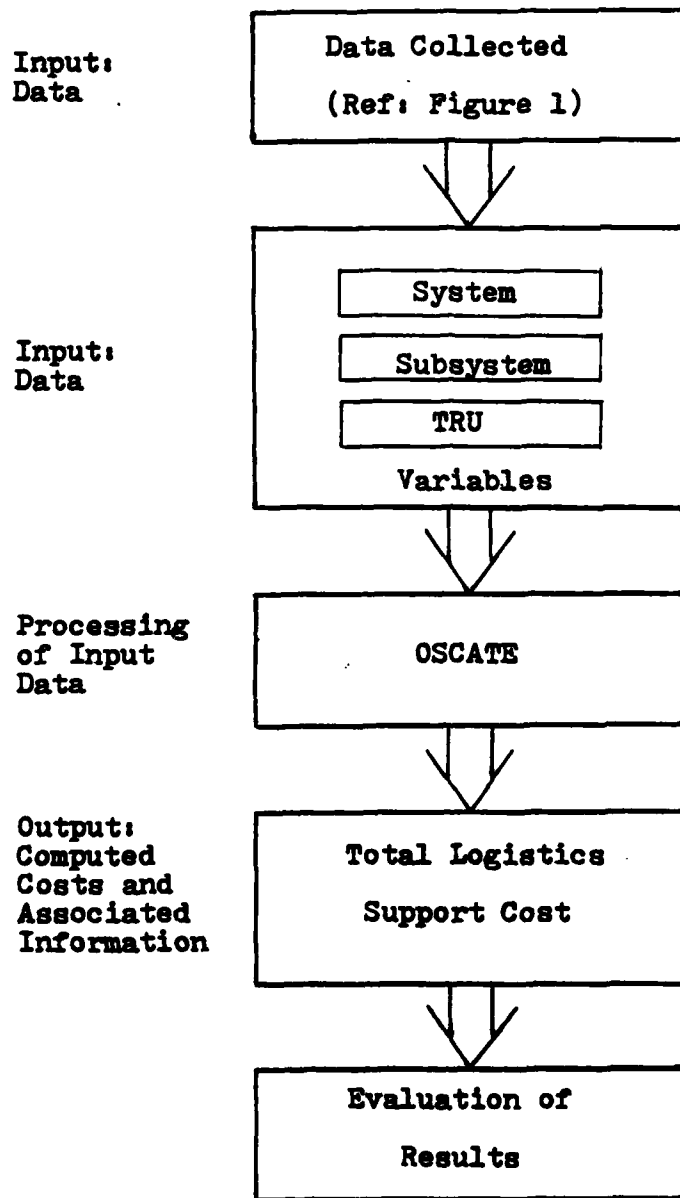 Input:
Data
Data Collected
(Ref: Figure 1)
Input:
Data
System
Subsystem
TRU
Variables
Processing
of Input
Data
OSCATE
Output:
Computed
Costs and
Associated
Information
Total Logistics
Support Cost
Evaluation of
Results